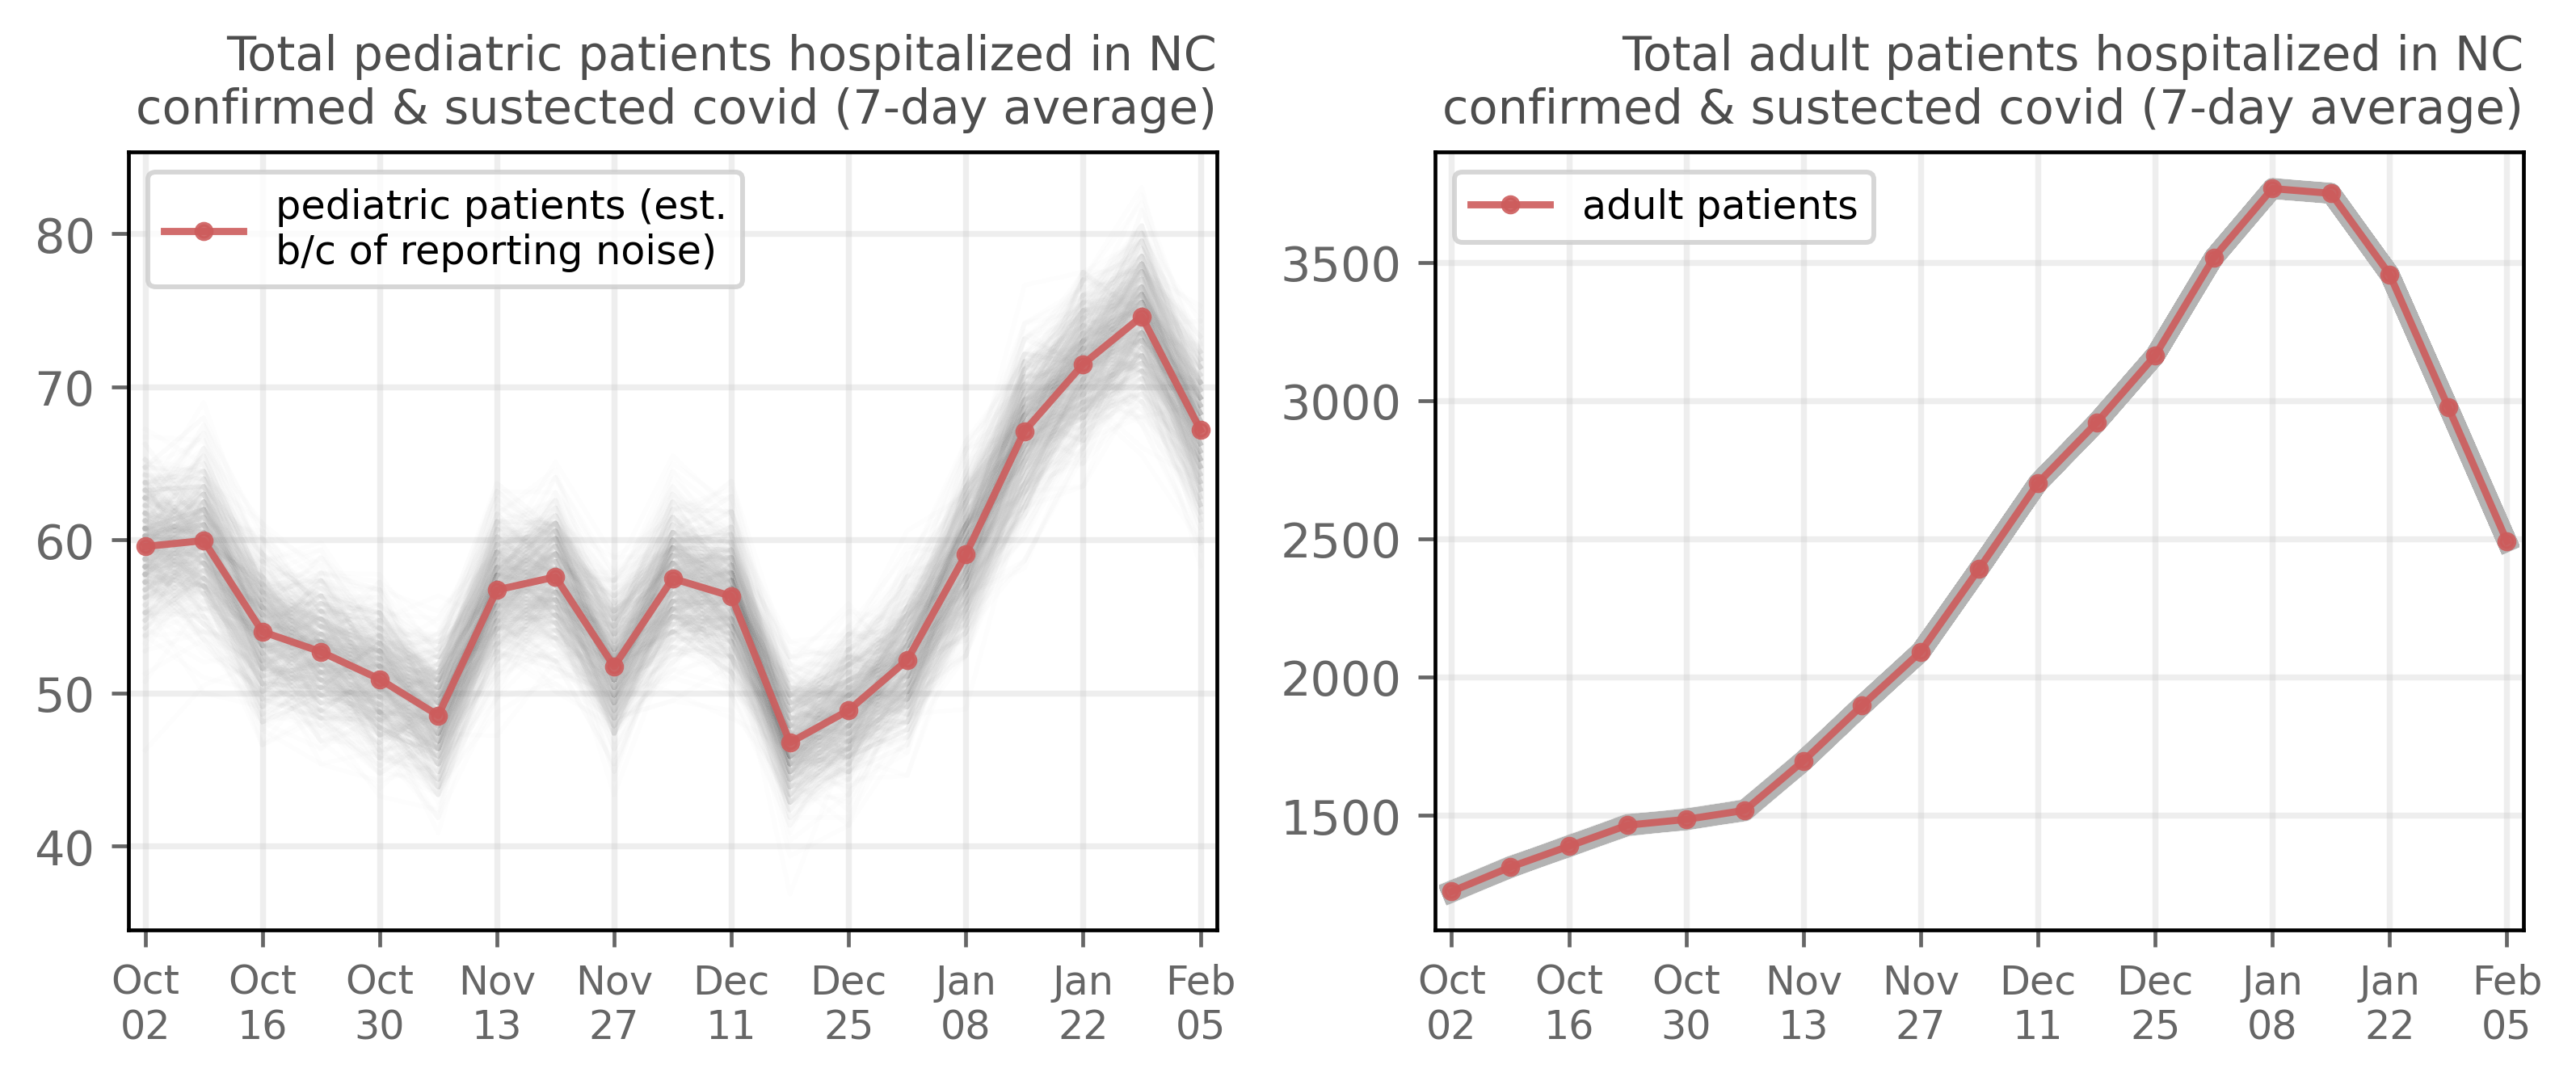 Total pediatric patients hospitalized in NC
confirmed & sustected covid (7-day average)
pediatric patients (est.
b/c of reporting noise)
80
70
60
50
40
Oct
02
Oct
16
Oct
30
Nov
13
Nov
27
Dec
11
Dec
25
Jan
08
Jan
22
Feb
05
Total adult patients hospitalized in NC
confirmed & sustected covid (7-day average)
adult patients
3500
3000
2500
2000
1500
Oct
02
Oct
16
Oct
30
Nov
13
Nov
27
Dec
11
Dec
25
Jan
08
Jan
22
Feb
05